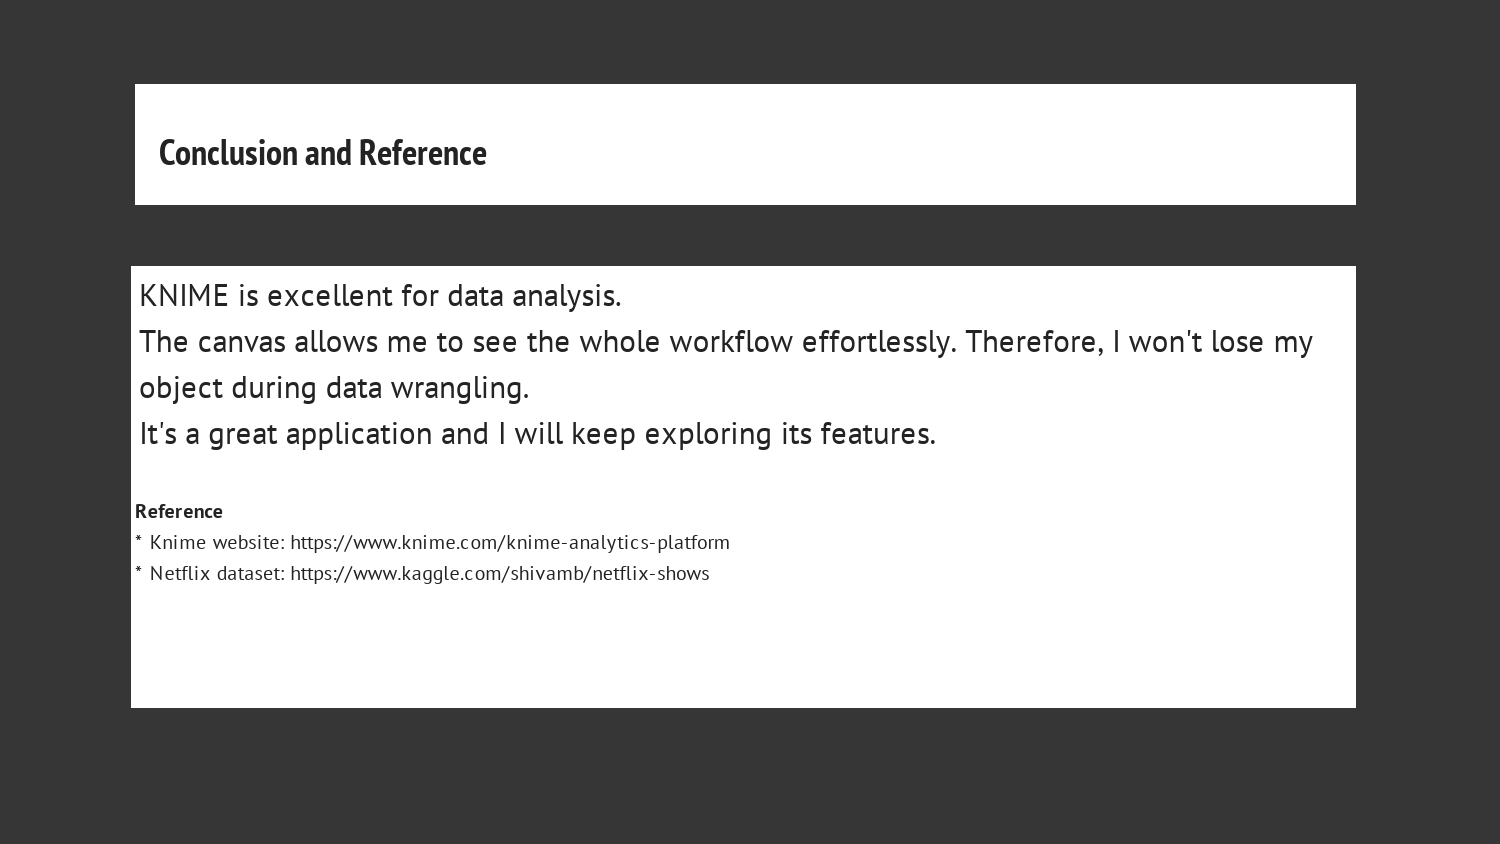 Conclusion and Reference
KNIME is excellent for data analysis.
The canvas allows me to see the whole workflow effortlessly. Therefore, I won't lose my
object during data wrangling.
It's a great application and I will keep exploring its features.
Reference
* Knime website: https://www.knime.com/knime-analytics-platform
* Netflix dataset: https://www.kaggle.com/shivamb/netflix-shows